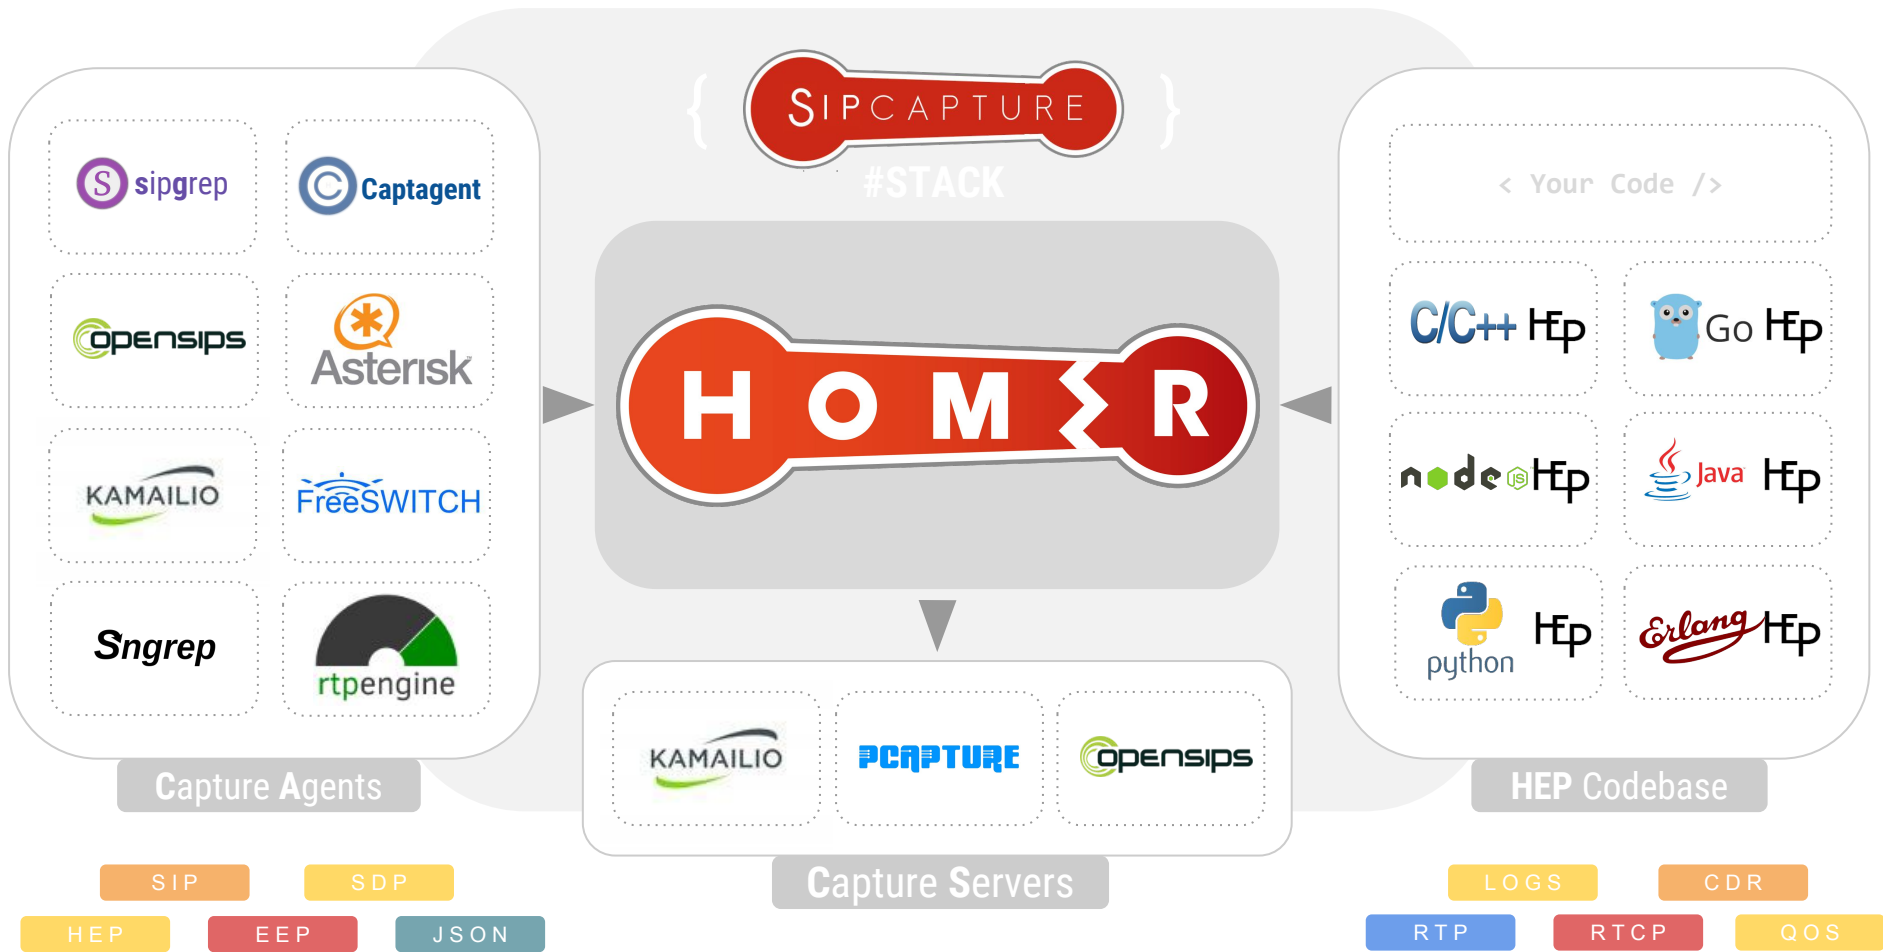 { SIPCAPTURE }
#STACK
sipgrep
Captagent
opensips
Asterisk
KAMAILIO
FreeSWITCH
Sngrep
rtpengine
Capture Agents
SIP
SDP
HEP
EEP
JSON
HOMER
KAMAILIO
PCAPTURE
opensips
Capture Servers
< Your Code />
C/C++ HEP
Go HEP
node JS HEP
Java HEP
python HEP
Erlang HEP
HEP Codebase
LOGS
CDR
RTP
RTCP
QOS